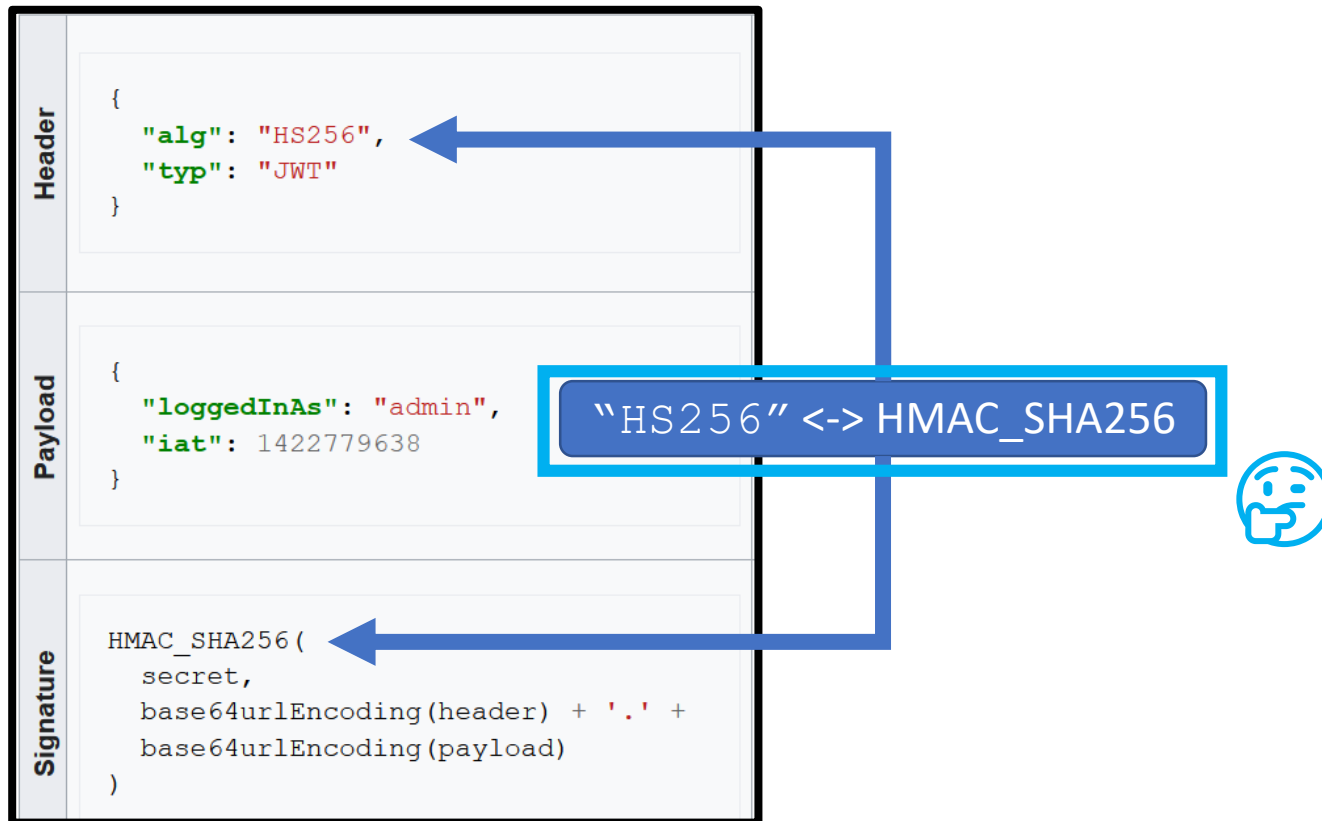 Header
{
"alg": "HS256",
"typ": "JWT"
}
Payload
{
"loggedInAs": "admin",
"iat": 1422779638
}
“HS256” <-> HMAC_SHA256
Signature
HMAC_SHA256(
secret,
base64urlEncoding(header) + '.' +
base64urlEncoding(payload)
)